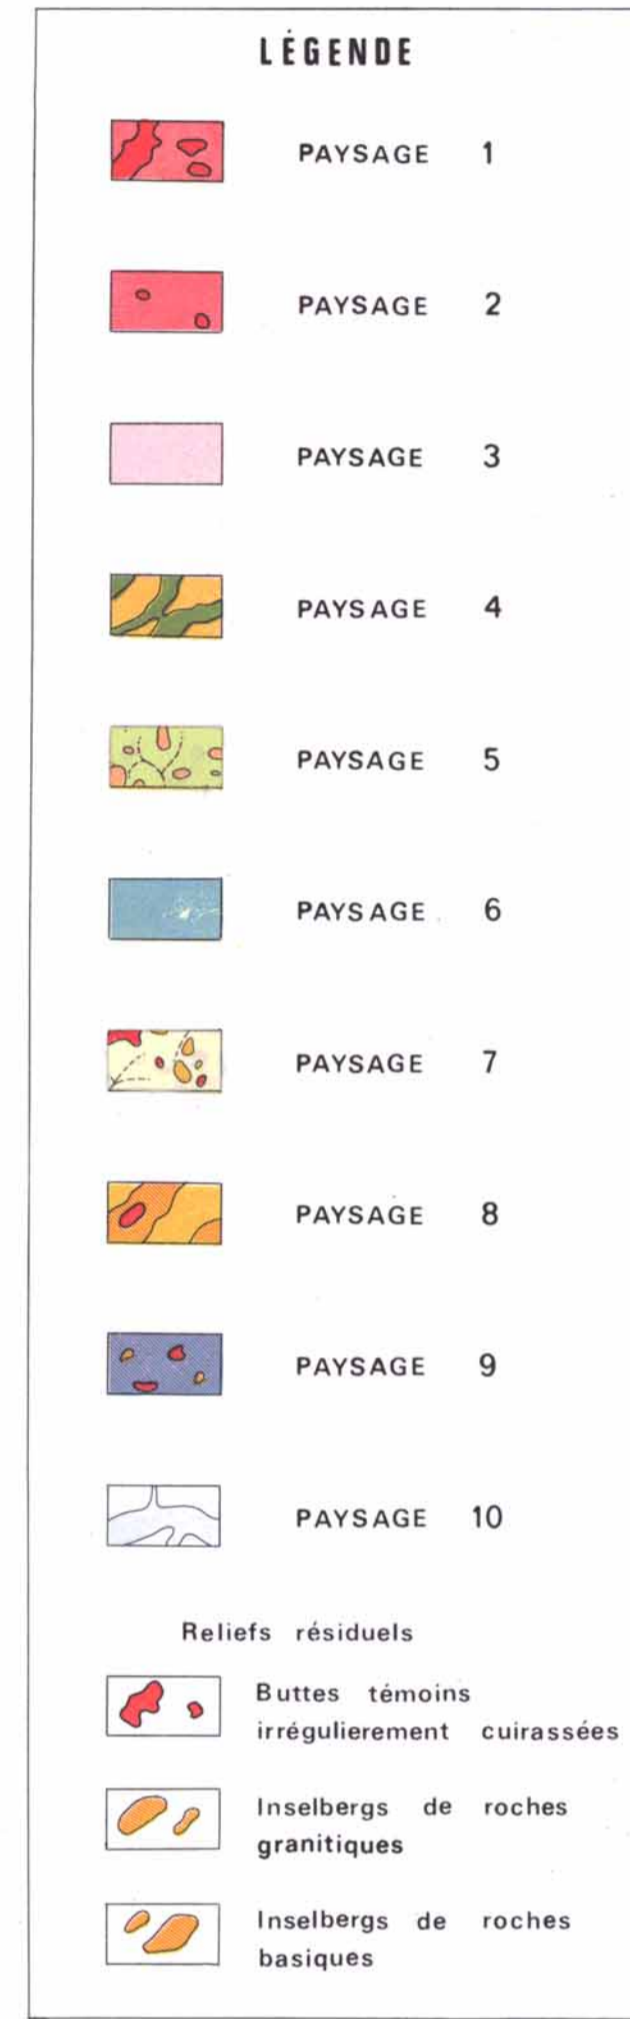 LÉGENDE
PAYSAGE 1
PAYSAGE 2
PAYSAGE 3
PAYSAGE 4
PAYSAGE 5
PAYSAGE 6
PAYSAGE 7
PAYSAGE 8
PAYSAGE 9
PAYSAGE 10
Reliefs résiduels
Buttes témoins
irrégulierement cuirassées
Inselbergs de roches
granitiques
Inselbergs de roches
basiques